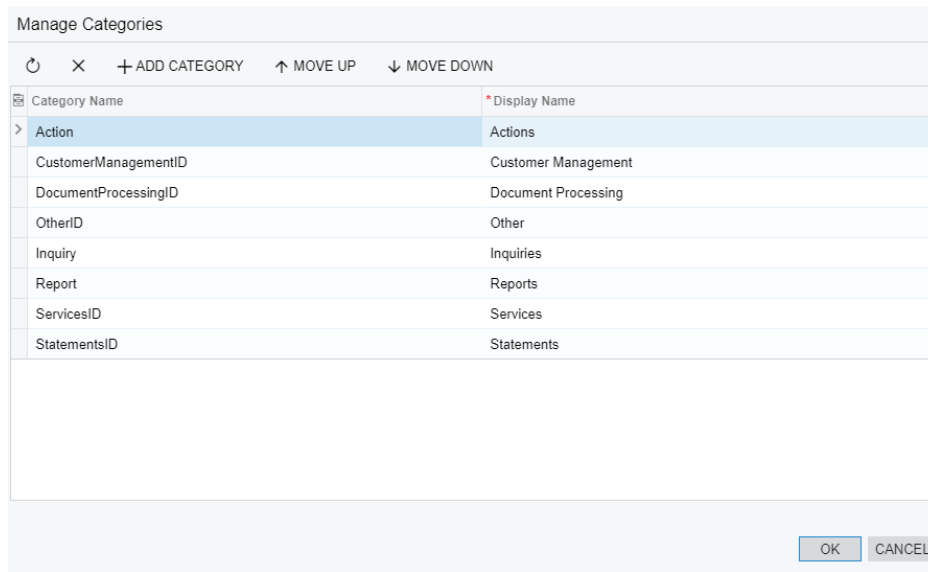 Manage Categories
ADD CATEGORY MOVE UP MOVE DOWN
Category Name *Display Name
Action Actions
CustomerManagementID Customer Management
DocumentProcessingID Document Processing
OtherID Other
Inquiry Inquiries
Report Reports
ServicesID Services
StatementsID Statements
OK CANCEL